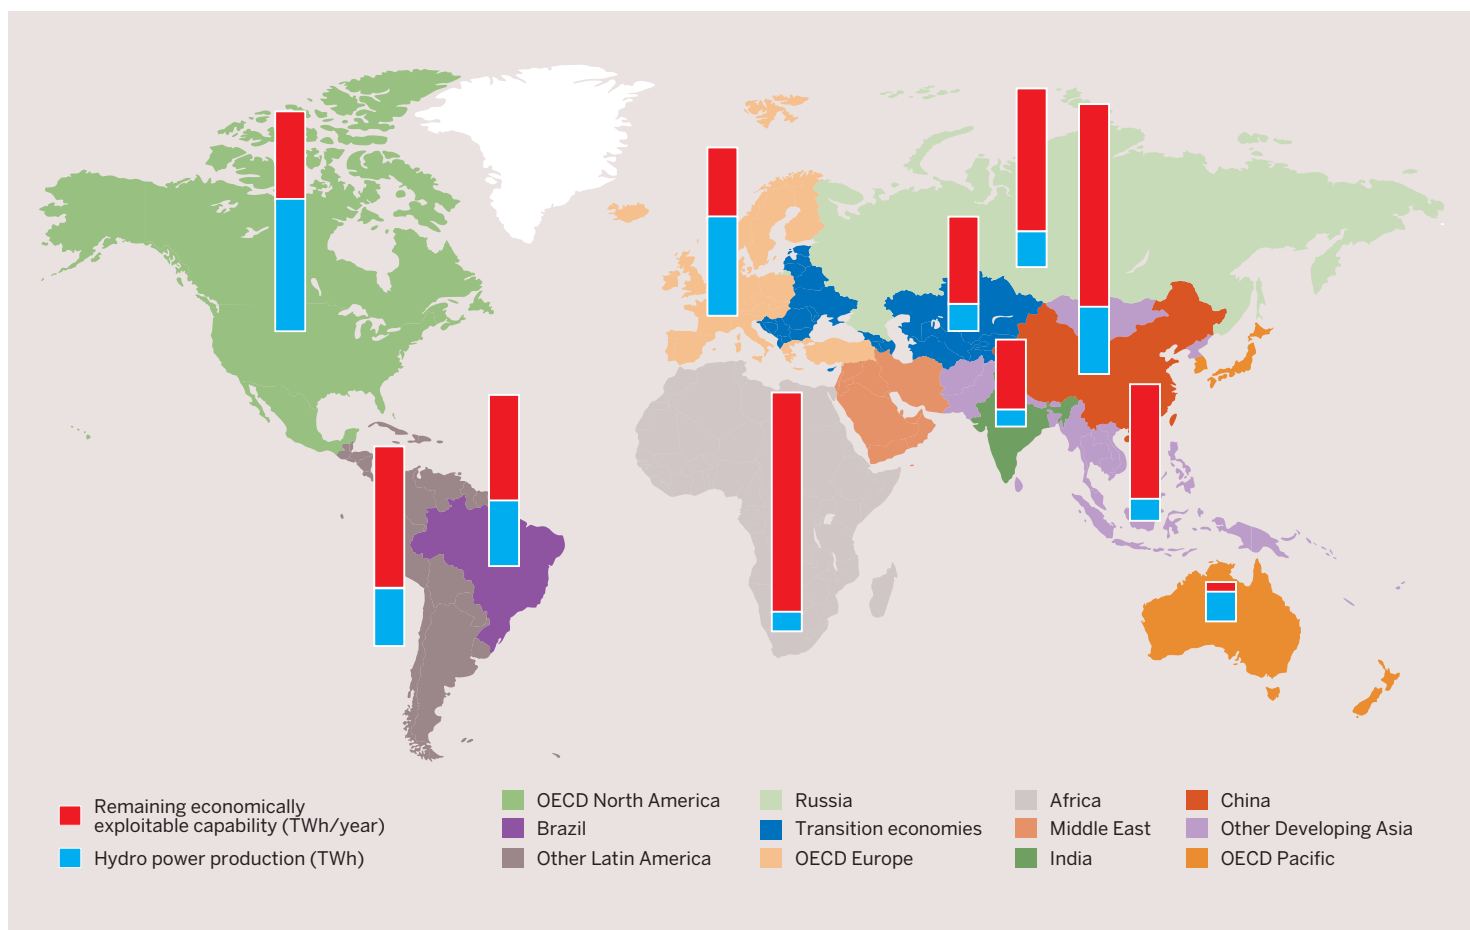 Remaining economically
exploitable capability (TWh/year)
Hydro power production (TWh)
OECD North America
Brazil
Other Latin America
Russia
Transition economies
OECD Europe
Africa
Middle East
India
China
Other Developing Asia
OECD Pacific